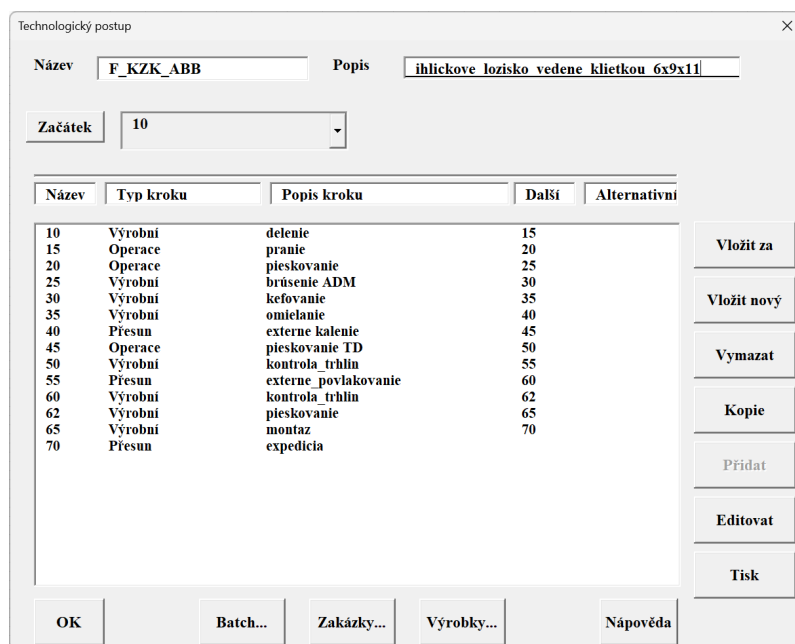 Technologický postup
Název F_KZK_ABB Popis ihlickove_lozisko_vedene_klietkou_6x9x11
Začátek 10
Název Typ kroku Popis kroku Další Alternativní
10 Výrobní delenie 15
15 Operace pranie 20
20 Operace pieskovanie 25
25 Výrobní brúsenie ADM 30
30 Výrobní kefovanie 35
35 Výrobní omielanie 40
40 Přesun externe kalenie 45
45 Operace pieskovanie TD 50
50 Výrobní kontrola_trhlin 55
55 Přesun externe_povlakovanie 60
60 Výrobní kontrola_trhlin 62
62 Výrobní pieskovanie 65
65 Výrobní montaz 70
70 Přesun expedicia
Vložit za
Vložit nový
Vymazat
Kopie
Přidat
Editovat
Tisk
OK Batch... Zakázky... Výrobky... Nápověda